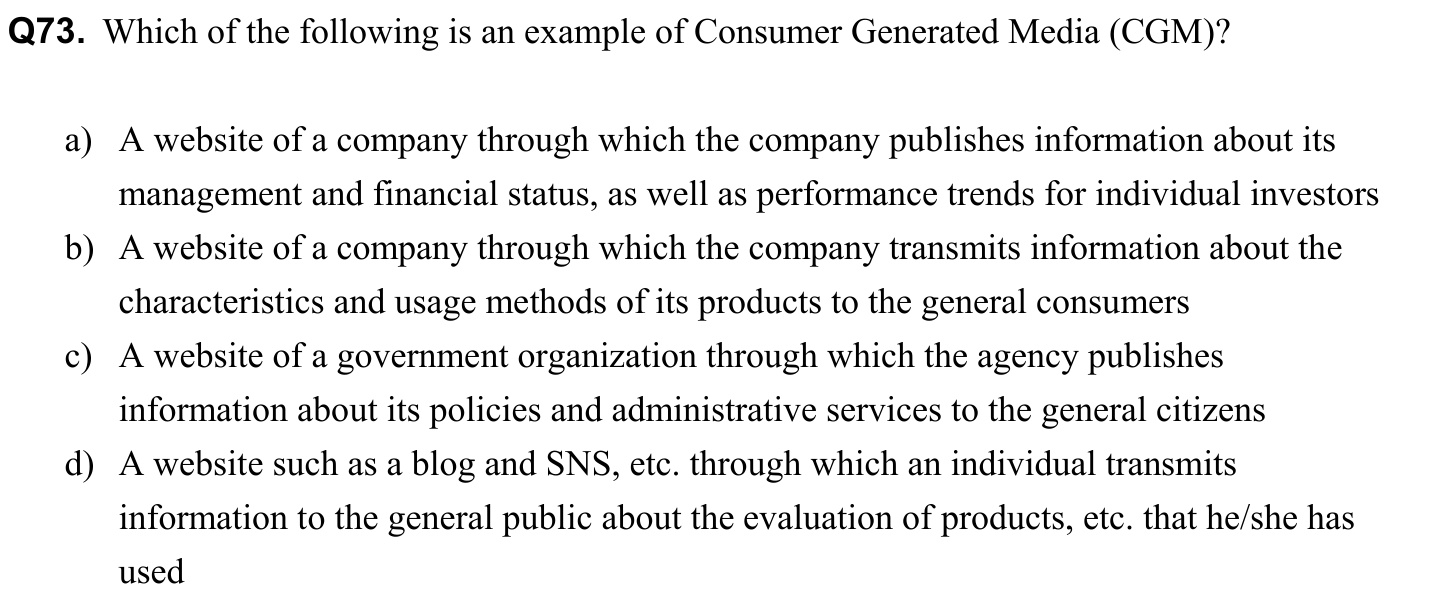 Q73. Which of the following is an example of Consumer Generated Media (CGM)?
a) A website of a company through which the company publishes information about its
management and financial status, as well as performance trends for individual investors
b) A website of a company through which the company transmits information about the
characteristics and usage methods of its products to the general consumers
c) A website of a government organization through which the agency publishes
information about its policies and administrative services to the general citizens
d) A website such as a blog and SNS, etc. through which an individual transmits
information to the general public about the evaluation of products, etc. that he/she has
used